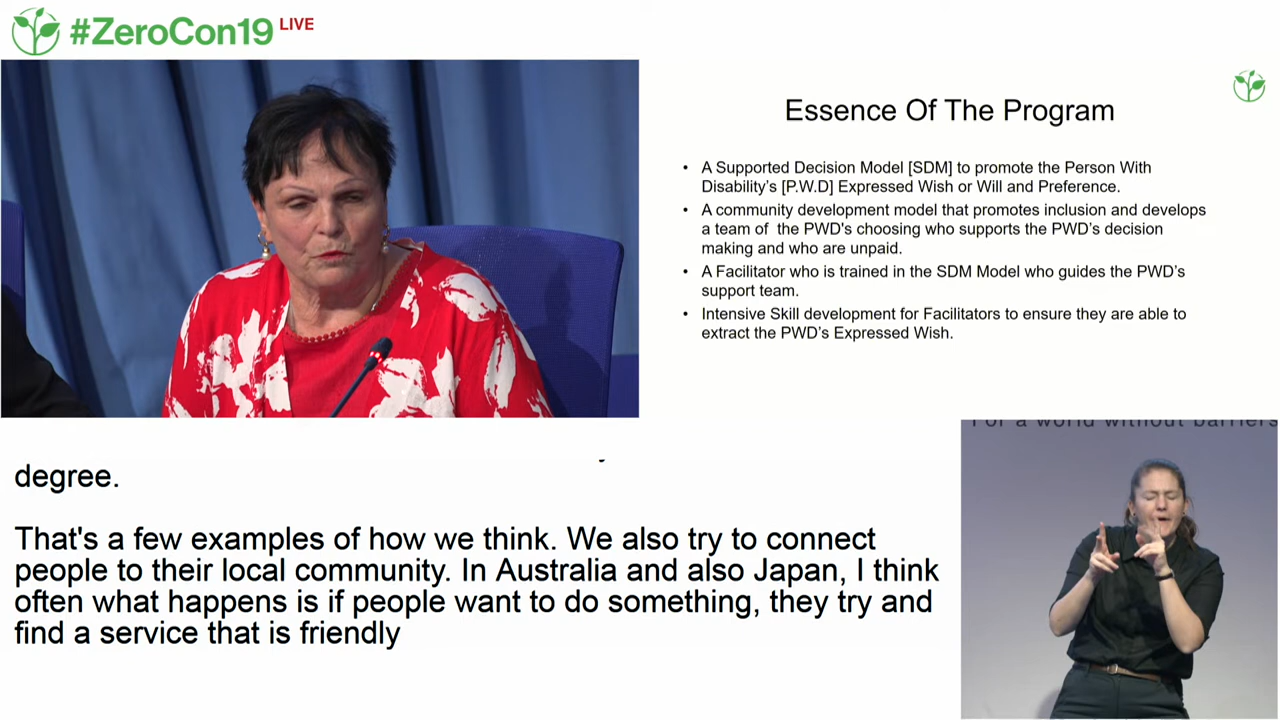 #ZeroCon19 LIVE
Essence Of The Program
• A Supported Decision Model [SDM] to promote the Person With
Disability's [P.W.D] Expressed Wish or Will and Preference.
• A community development model that promotes inclusion and develops
a team of the PWD's choosing who supports the PWD's decision
making and who are unpaid.
• A Facilitator who is trained in the SDM Model who guides the PWD's
support team.
• Intensive Skill development for Facilitators to ensure they are able to
extract the PWD's Expressed Wish.
degree.
That's a few examples of how we think. We also try to connect
people to their local community. In Australia and also Japan, I think
often what happens is if people want to do something, they try and
find a service that is friendly
For a world without barriers